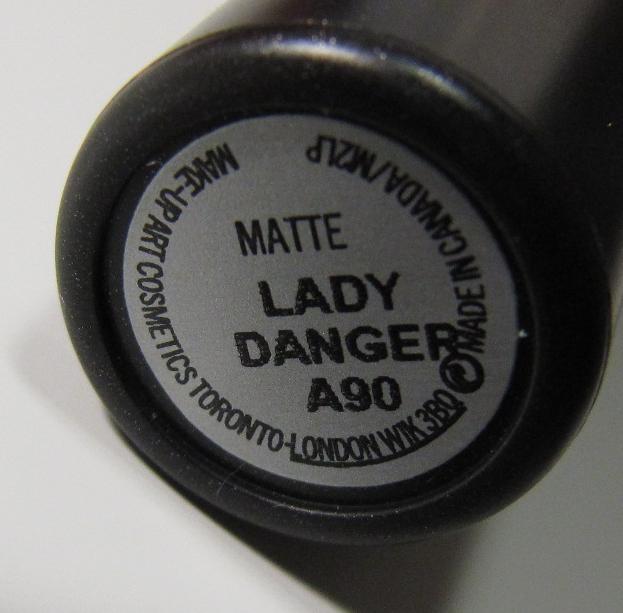 MATTE
LADY
DANGER
A90
MAKE-UP ART COSMETICS TORONTO-LONDON W1K 3BQ
MADE IN CANADA/M2LP